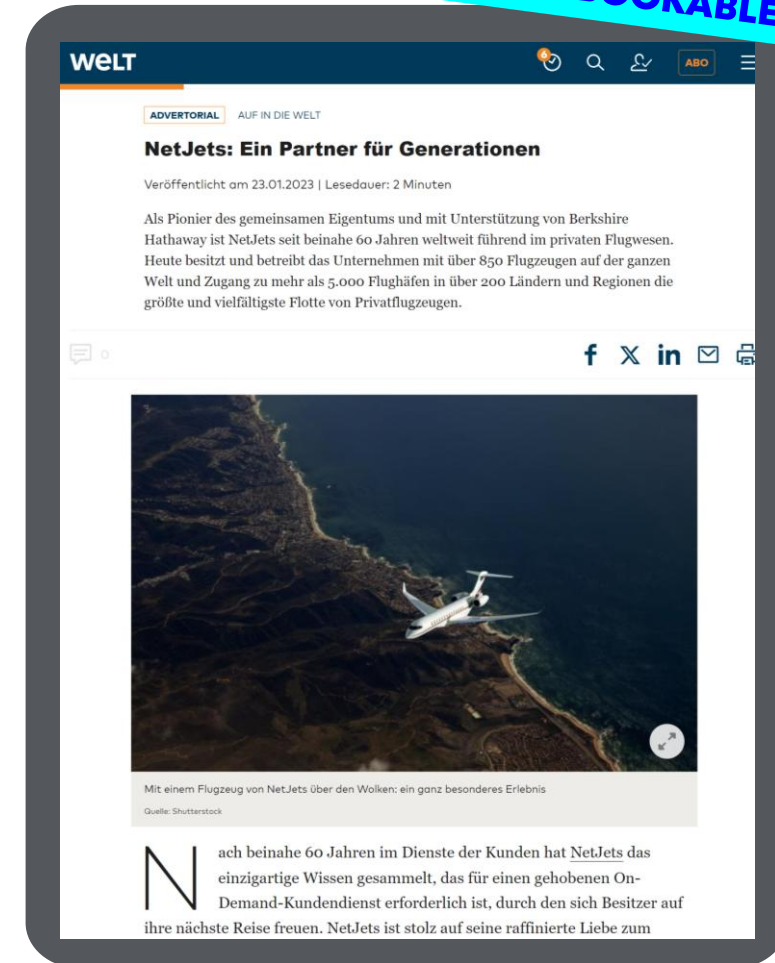 BOOKABLE
WELT
6
ABO
ADVERTORIAL AUF IN DIE WELT
NetJets: Ein Partner für Generationen
Veröffentlicht am 23.01.2023 | Lesedauer: 2 Minuten
Als Pionier des gemeinsamen Eigentums und mit Unterstützung von Berkshire
Hathaway ist NetJets seit beinahe 60 Jahren weltweit führend im privaten Flugwesen.
Heute besitzt und betreibt das Unternehmen mit über 850 Flugzeugen auf der ganzen
Welt und Zugang zu mehr als 5.000 Flughäfen in über 200 Ländern und Regionen die
größte und vielfältigste Flotte von Privatflugzeugen.
0
Mit einem Flugzeug von NetJets über den Wolken: ein ganz besonderes Erlebnis
Quelle: Shutterstock
Nach beinahe 60 Jahren im Dienste der Kunden hat NetJets das
einzigartige Wissen gesammelt, das für einen gehobenen On-
Demand-Kundendienst erforderlich ist, durch den sich Besitzer auf
ihre nächste Reise freuen. NetJets ist stolz auf seine raffinierte Liebe zum